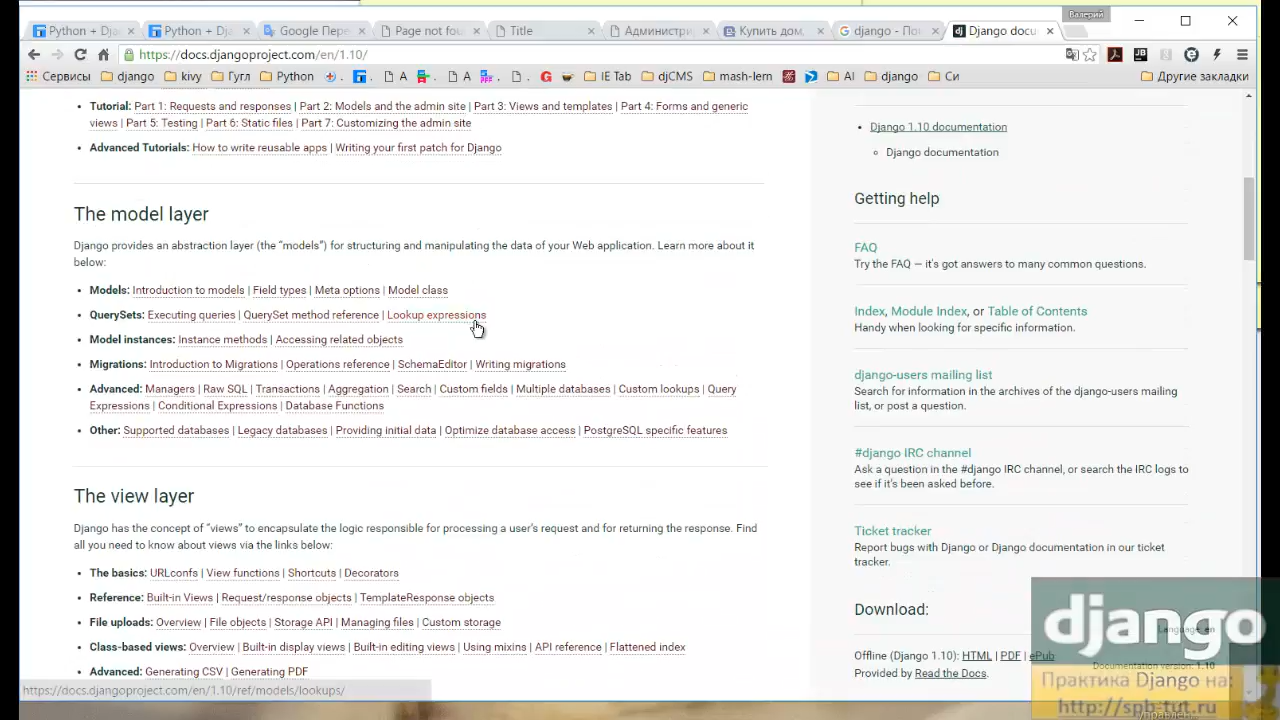 Валерий
Python + Dja
Python + Dja
Google Пере
Page not fou
Title
Администри
Купить дом,
django - По
Django docu
https://docs.djangoproject.com/en/1.10/
Сервисы
django
kivy
Гугл
Python
А
А
IE Tab
djCMS
math-lern
AI
django
Си
Другие закладки
Tutorial: Part 1: Requests and responses | Part 2: Models and the admin site | Part 3: Views and templates | Part 4: Forms and generic
views | Part 5: Testing | Part 6: Static files | Part 7: Customizing the admin site
Advanced Tutorials: How to write reusable apps | Writing your first patch for Django
The model layer
Django provides an abstraction layer (the “models”) for structuring and manipulating the data of your Web application. Learn more about it
below:
Models: Introduction to models | Field types | Meta options | Model class
QuerySets: Executing queries | QuerySet method reference | Lookup expressions
Model instances: Instance methods | Accessing related objects
Migrations: Introduction to Migrations | Operations reference | SchemaEditor | Writing migrations
Advanced: Managers | Raw SQL | Transactions | Aggregation | Search | Custom fields | Multiple databases | Custom lookups | Query
Expressions | Conditional Expressions | Database Functions
Other: Supported databases | Legacy databases | Providing initial data | Optimize database access | PostgreSQL specific features
The view layer
Django has the concept of “views” to encapsulate the logic responsible for processing a user’s request and for returning the response. Find
all you need to know about views via the links below:
The basics: URLconfs | View functions | Shortcuts | Decorators
Reference: Built-in Views | Request/response objects | TemplateResponse objects
File uploads: Overview | File objects | Storage API | Managing files | Custom storage
Class-based views: Overview | Built-in display views | Built-in editing views | Using mixins | API reference | Flattened index
Advanced: Generating CSV | Generating PDF
https://docs.djangoproject.com/en/1.10/ref/models/lookups/
Django 1.10 documentation
Django documentation
Getting help
FAQ
Try the FAQ — it's got answers to many common questions.
Index, Module Index, or Table of Contents
Handy when looking for specific information.
django-users mailing list
Search for information in the archives of the django-users mailing
list, or post a question.
#django IRC channel
Ask a question in the #django IRC channel, or search the IRC logs to
see if it’s been asked before.
Ticket tracker
Report bugs with Django or Django documentation in our ticket
tracker.
Download:
Offline (Django 1.10): HTML | PDF | ePub
Provided by Read the Docs.
django
Language: en
Documentation version: 1.10
Практика Django на:
http://spb-tut.ru